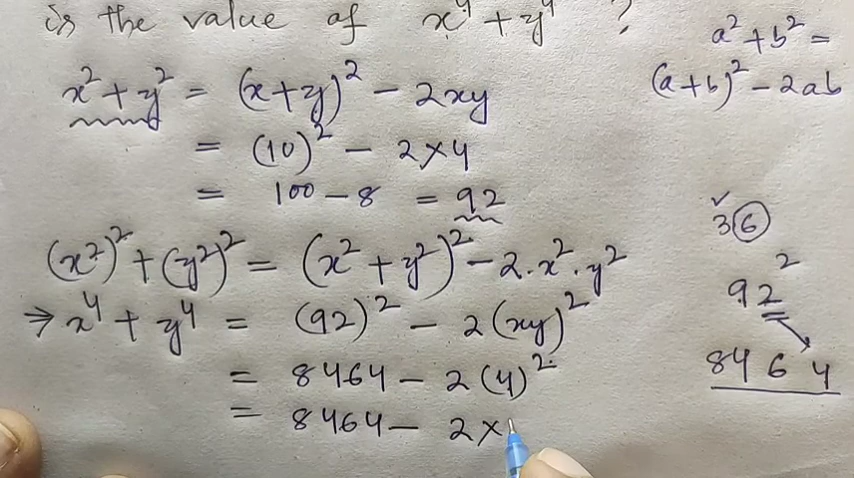 is the value of x⁴ + y⁴ ?
x² + y² = (x+y)² − 2xy
= (10)² − 2×4
= 100 − 8 = 92
(x²)² + (y²)² = (x² + y²)² − 2·x²·y²
⇒ x⁴ + y⁴ = (92)² − 2(xy)²
= 8464 − 2(4)²
= 8464 − 2×
a² + b² =
(a+b)² − 2ab
✓
36
92²
8464